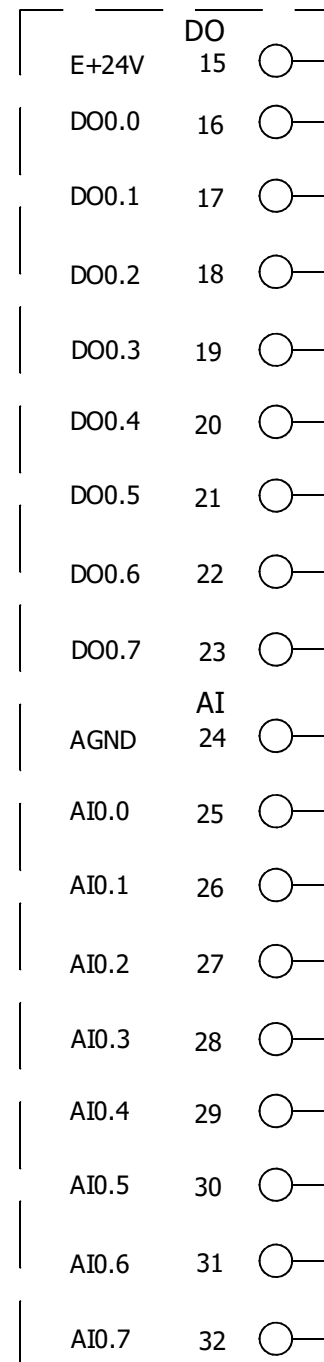 DO
E+24V 15
DO0.0 16
DO0.1 17
DO0.2 18
DO0.3 19
DO0.4 20
DO0.5 21
DO0.6 22
DO0.7 23
AI
AGND 24
AI0.0 25
AI0.1 26
AI0.2 27
AI0.3 28
AI0.4 29
AI0.5 30
AI0.6 31
AI0.7 32